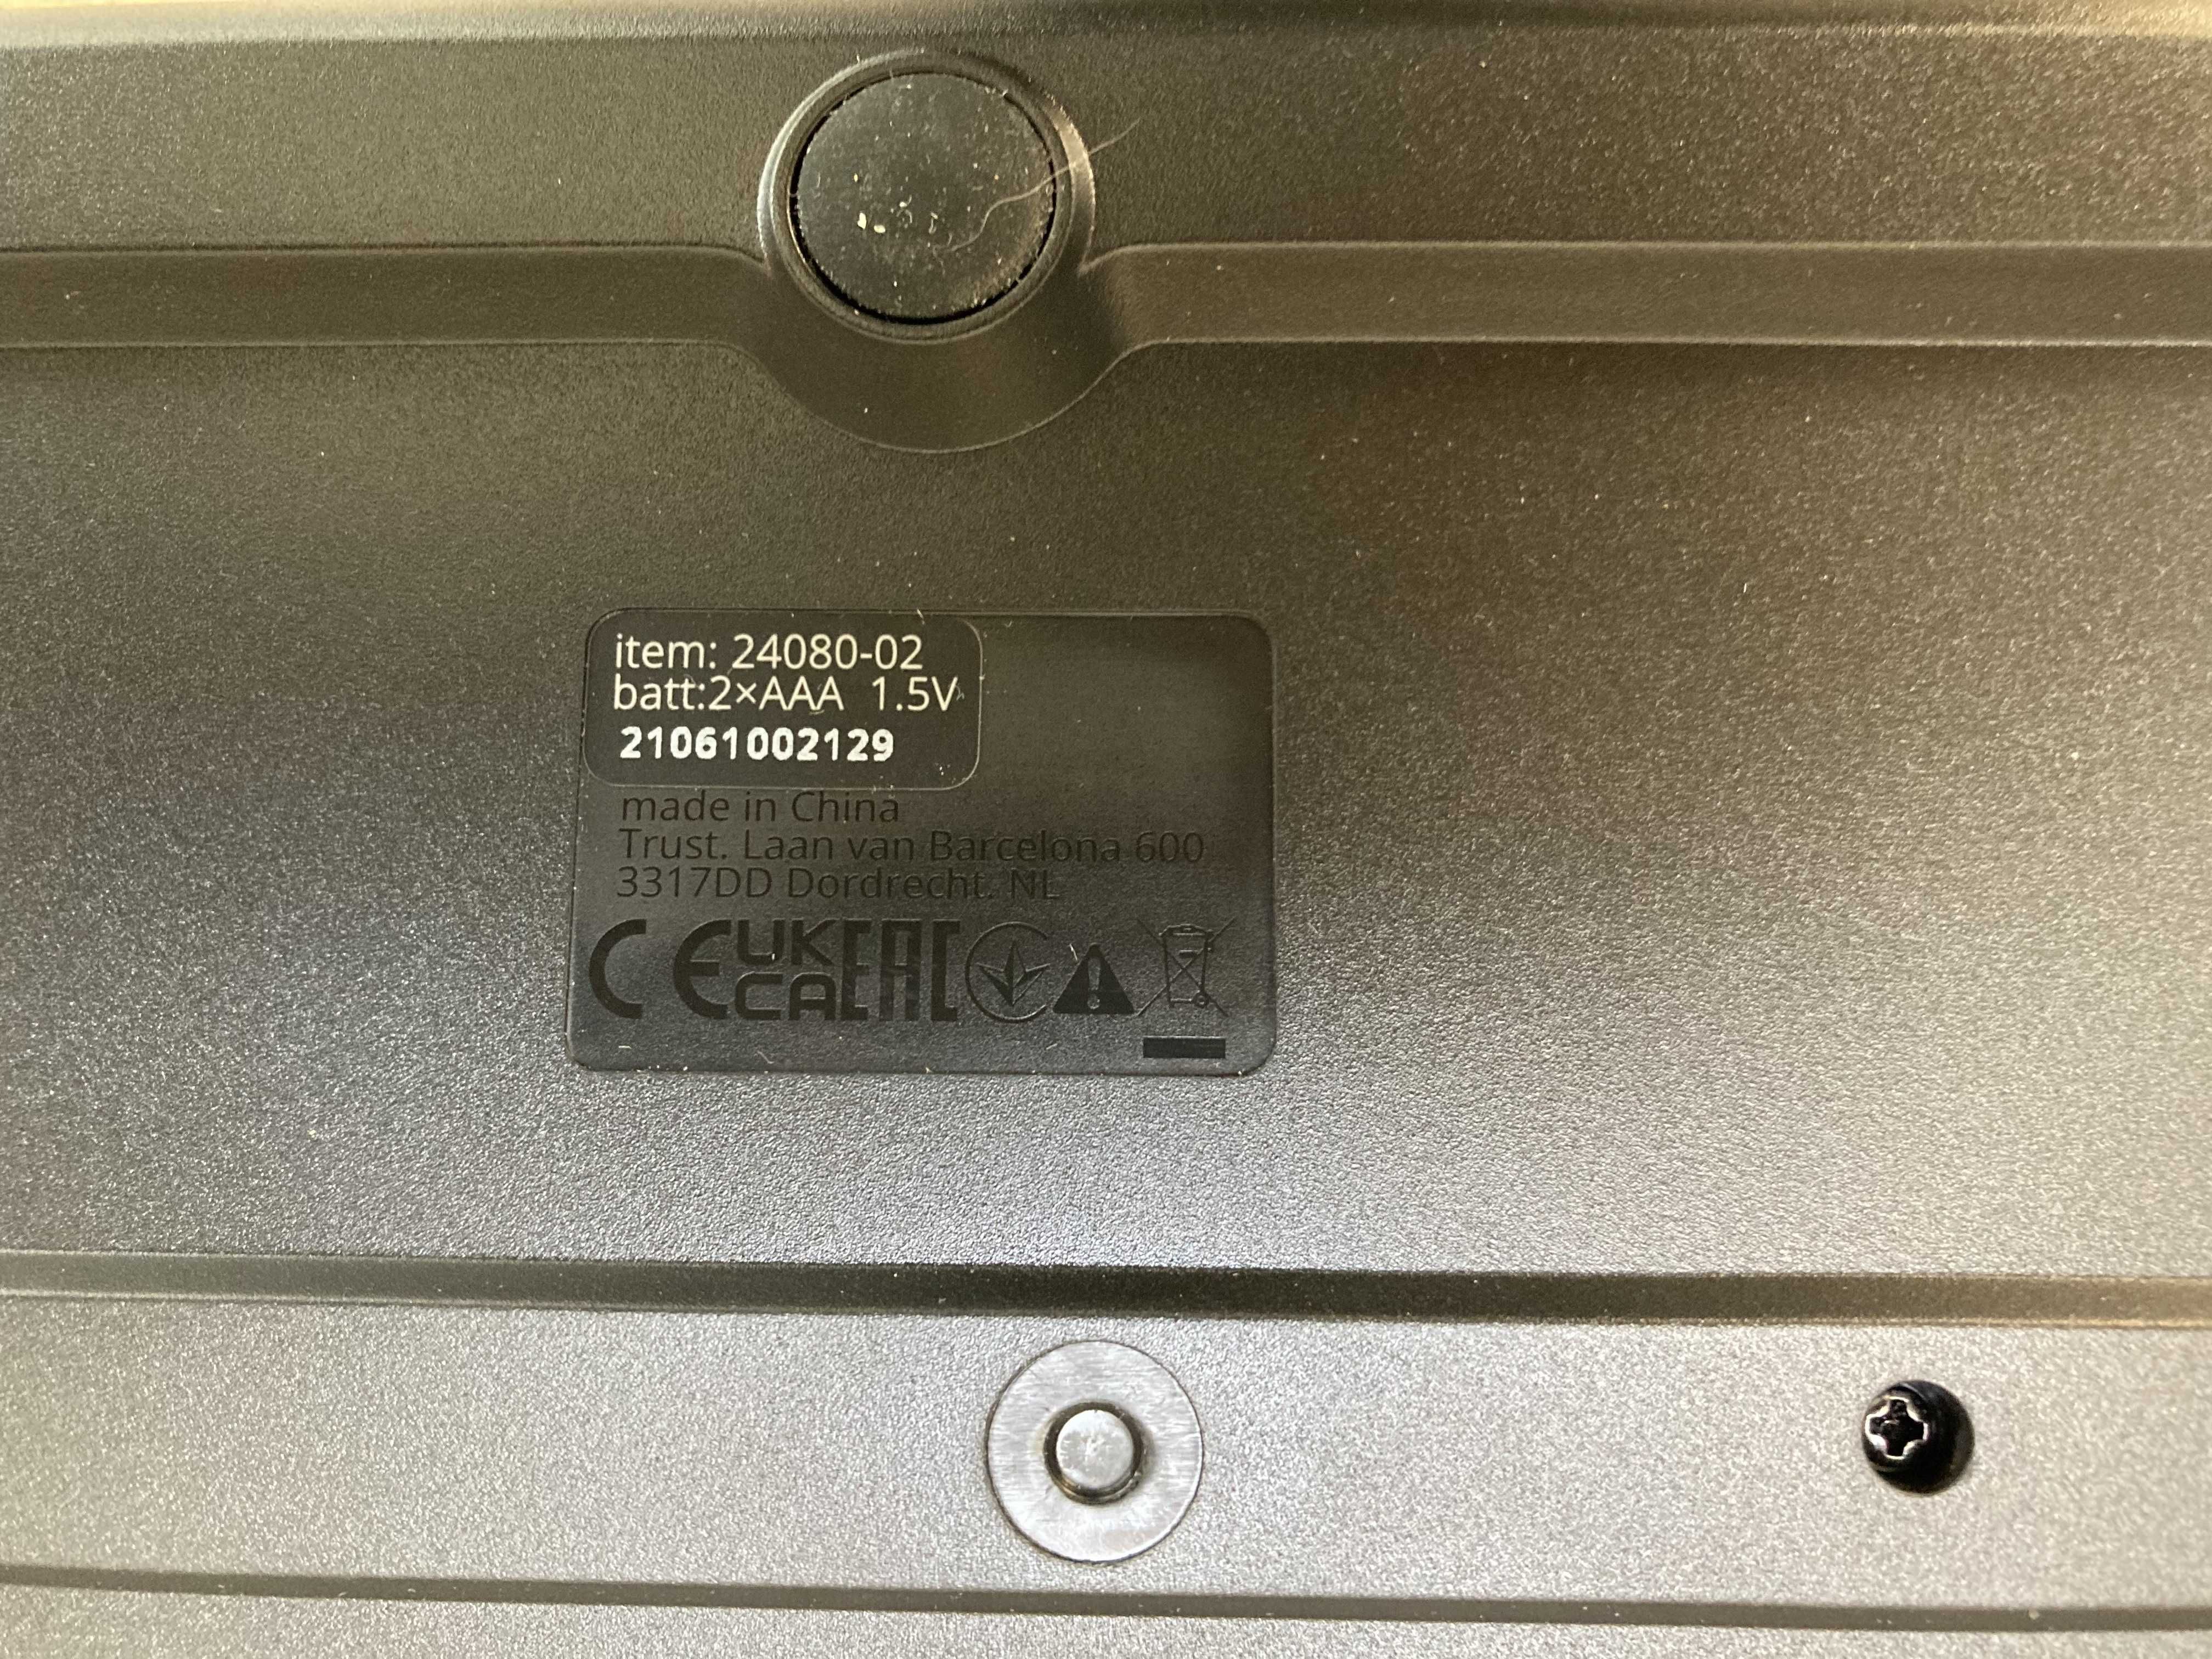 item: 24080-02
batt:2×AAA 1.5V
21061002129
made in China
Trust. Laan van Barcelona 600
3317DD Dordrecht. NL
CE UK CA EAC